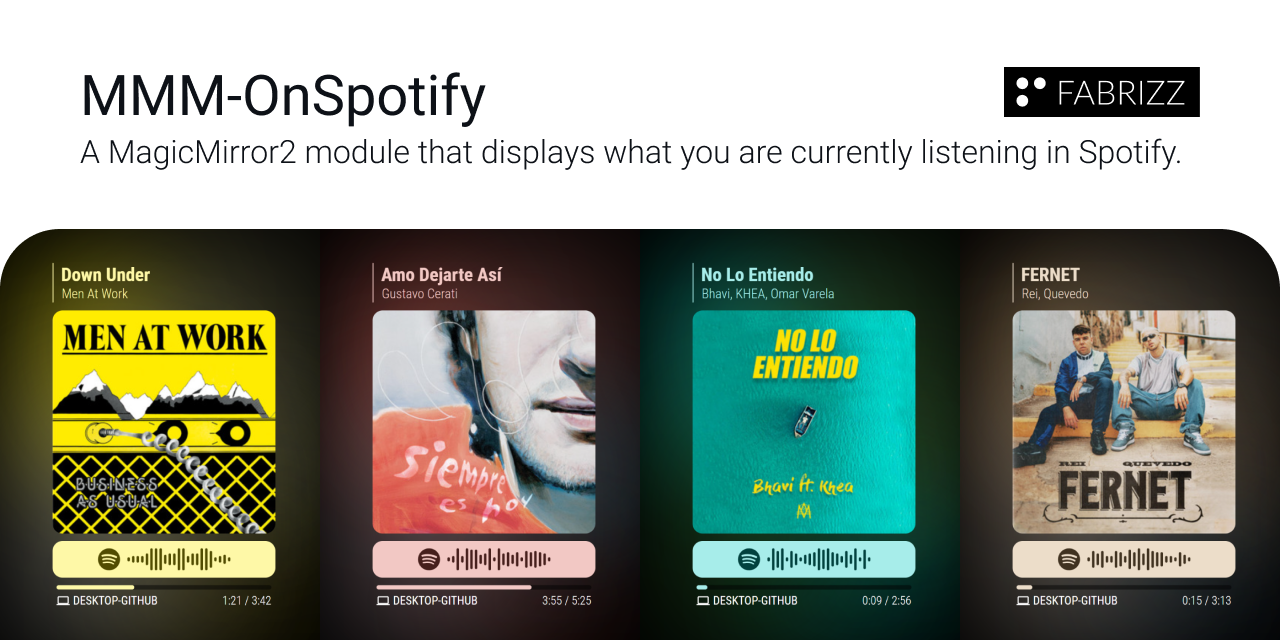 MMM-OnSpotify
FABRIZZ
A MagicMirror2 module that displays what you are currently listening in Spotify.
Down Under
Men At Work
MEN AT WORK
BUSINESS
AS USUAL
DESKTOP-GITHUB
1:21 / 3:42
Amo Dejarte Así
Gustavo Cerati
Siempre
es hoy
DESKTOP-GITHUB
3:55 / 5:25
No Lo Entiendo
Bhavi, KHEA, Omar Varela
NO LO
ENTIENDO
Bhavi ft. Khea
DESKTOP-GITHUB
0:09 / 2:56
FERNET
Rei, Quevedo
REI QUEVEDO
FERNET
DESKTOP-GITHUB
0:15 / 3:13